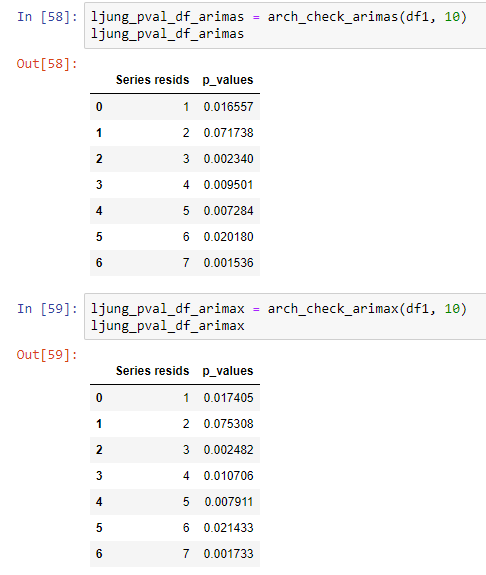 In [58]: ljung_pval_df_arimas = arch_check_arimas(df1, 10)
ljung_pval_df_arimas
Out[58]:
Series resids p_values
0 1 0.016557
1 2 0.071738
2 3 0.002340
3 4 0.009501
4 5 0.007284
5 6 0.020180
6 7 0.001536
In [59]: ljung_pval_df_arimax = arch_check_arimax(df1, 10)
ljung_pval_df_arimax
Out[59]:
Series resids p_values
0 1 0.017405
1 2 0.075308
2 3 0.002482
3 4 0.010706
4 5 0.007911
5 6 0.021433
6 7 0.001733